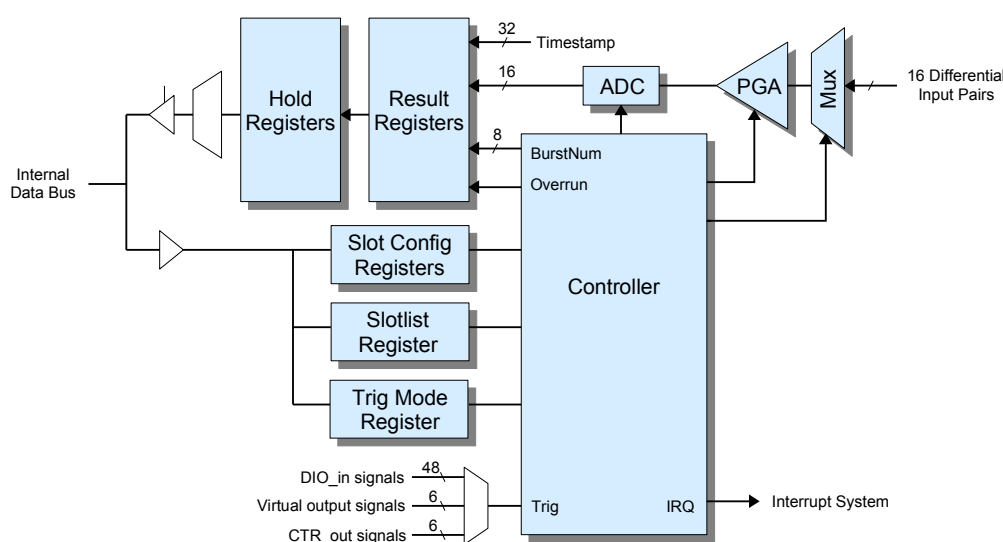 32
Timestamp
16
ADC
PGA
Mux
16 Differential
Input Pairs
Hold
Registers
Result
Registers
8
BurstNum
Overrun
Internal
Data Bus
Slot Config
Registers
Controller
Slotlist
Register
Trig Mode
Register
DIO_in signals
48
Virtual output signals
6
CTR_out signals
6
Trig
IRQ
Interrupt System